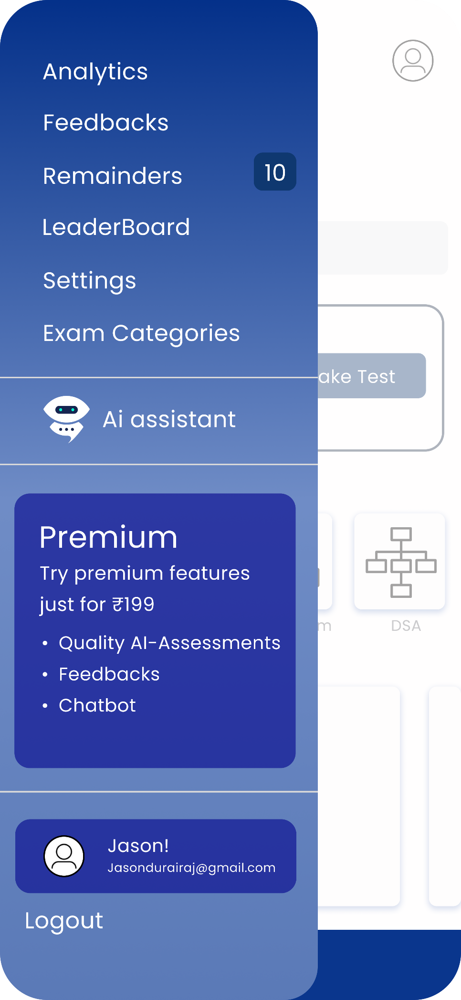 Analytics
Feedbacks
Remainders
10
LeaderBoard
Settings
Exam Categories
ake Test
Ai assistant
Premium
Try premium features
just for ₹199
• Quality AI-Assessments
• Feedbacks
• Chatbot
m
DSA
Jason!
Jasondurairaj@gmail.com
Logout